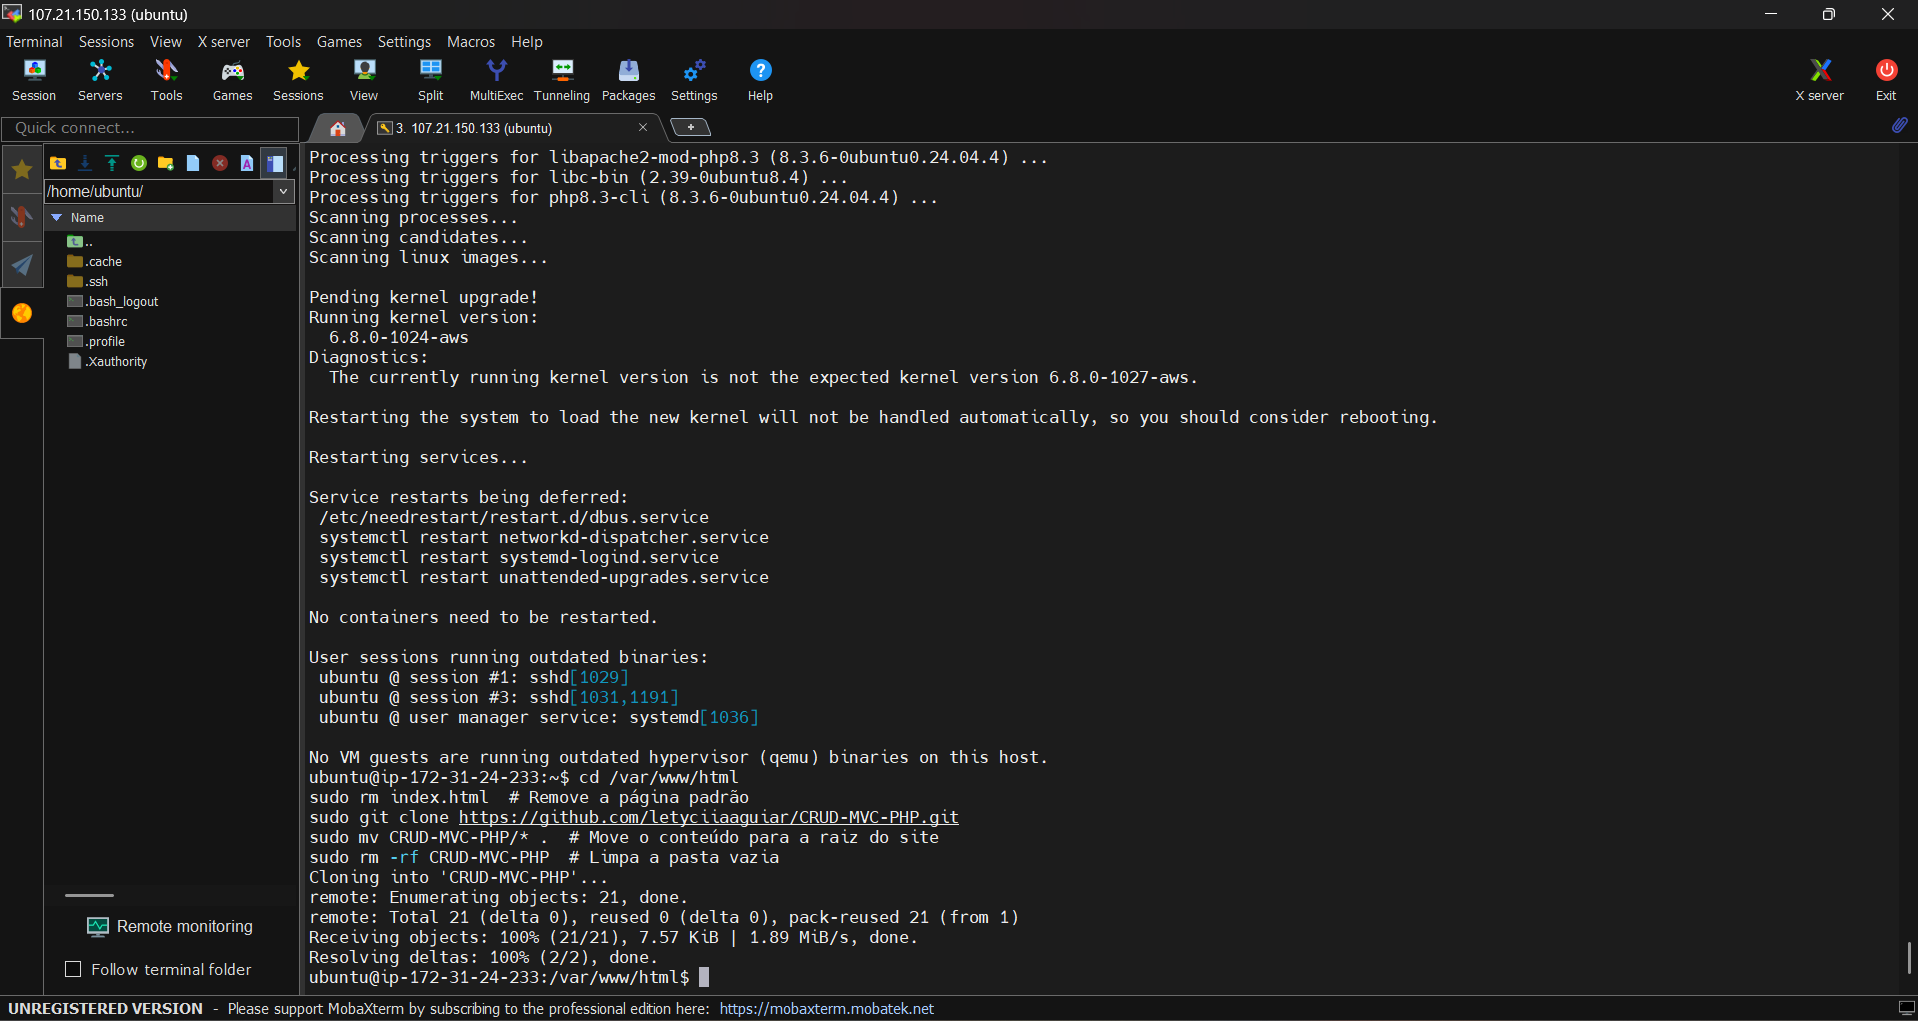 107.21.150.133 (ubuntu)
Terminal Sessions View X server Tools Games Settings Macros Help
Session Servers Tools Games Sessions View Split MultiExec Tunneling Packages Settings Help X server Exit
Quick connect...
3. 107.21.150.133 (ubuntu)
/home/ubuntu/
Name
..
.cache
.ssh
.bash_logout
.bashrc
.profile
.Xauthority
Remote monitoring
Follow terminal folder
Processing triggers for libapache2-mod-php8.3 (8.3.6-0ubuntu0.24.04.4) ...
Processing triggers for libc-bin (2.39-0ubuntu8.4) ...
Processing triggers for php8.3-cli (8.3.6-0ubuntu0.24.04.4) ...
Scanning processes...
Scanning candidates...
Scanning linux images...
Pending kernel upgrade!
Running kernel version:
6.8.0-1024-aws
Diagnostics:
The currently running kernel version is not the expected kernel version 6.8.0-1027-aws.
Restarting the system to load the new kernel will not be handled automatically, so you should consider rebooting.
Restarting services...
Service restarts being deferred:
/etc/needrestart/restart.d/dbus.service
systemctl restart networkd-dispatcher.service
systemctl restart systemd-logind.service
systemctl restart unattended-upgrades.service
No containers need to be restarted.
User sessions running outdated binaries:
ubuntu @ session #1: sshd[1029]
ubuntu @ session #3: sshd[1031,1191]
ubuntu @ user manager service: systemd[1036]
No VM guests are running outdated hypervisor (qemu) binaries on this host.
ubuntu@ip-172-31-24-233:~$ cd /var/www/html
sudo rm index.html  # Remove a página padrão
sudo git clone https://github.com/letyciiaaguiar/CRUD-MVC-PHP.git
sudo mv CRUD-MVC-PHP/* .  # Move o conteúdo para a raiz do site
sudo rm -rf CRUD-MVC-PHP  # Limpa a pasta vazia
Cloning into 'CRUD-MVC-PHP'...
remote: Enumerating objects: 21, done.
remote: Total 21 (delta 0), reused 0 (delta 0), pack-reused 21 (from 1)
Receiving objects: 100% (21/21), 7.57 KiB | 1.89 MiB/s, done.
Resolving deltas: 100% (2/2), done.
ubuntu@ip-172-31-24-233:/var/www/html$
UNREGISTERED VERSION - Please support MobaXterm by subscribing to the professional edition here: https://mobaxterm.mobatek.net